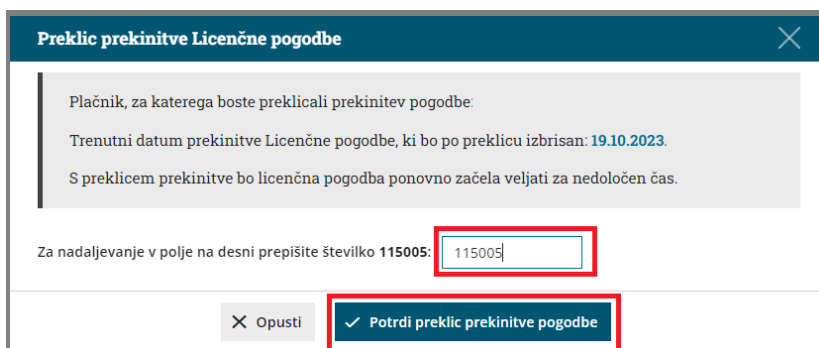 Preklic prekinitve Licenčne pogodbe
Plačnik, za katerega boste preklicali prekinitev pogodbe:
Trenutni datum prekinitve Licenčne pogodbe, ki bo po preklicu izbrisan: 19.10.2023.
S preklicem prekinitve bo licenčna pogodba ponovno začela veljati za nedoločen čas.
Za nadaljevanje v polje na desni prepišite številko 115005: 115005
Opusti Potrdi preklic prekinitve pogodbe